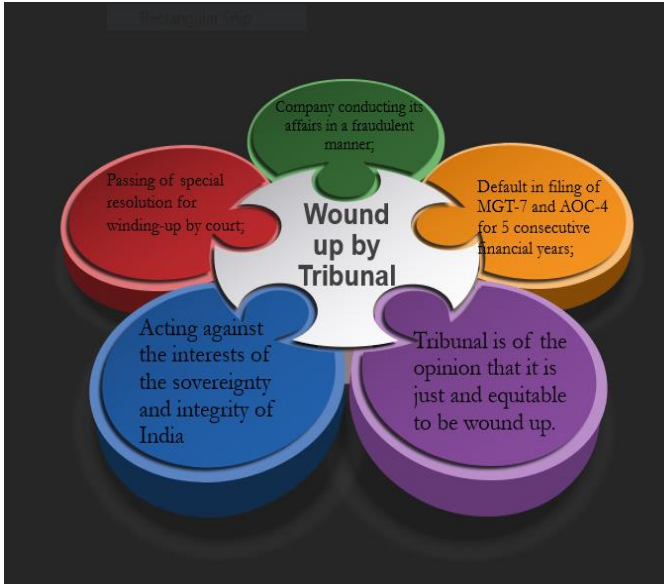 Rectangular Snip
Company conducting its
affairs in a fraudulent
manner;
Passing of special
resolution for
winding-up by court;
Default in filing of
MGT-7 and AOC-4
for 5 consecutive
financial years;
Wound
up by
Tribunal
Acting against
the interests of
the sovereignty
and integrity of
India
Tribunal is of the
opinion that it is
just and equitable
to be wound up.